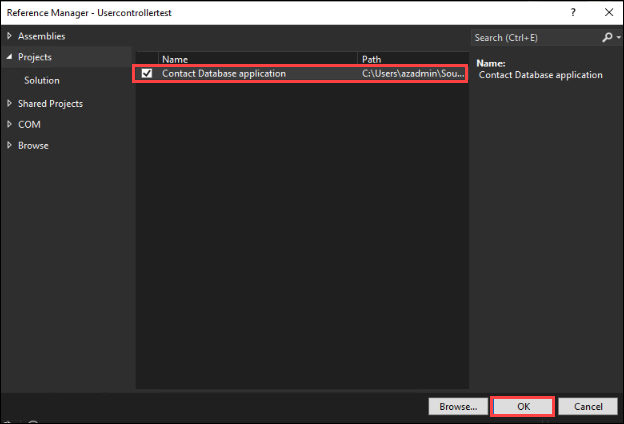 Reference Manager - Usercontrollertest
Assemblies
Projects
Solution
Shared Projects
COM
Browse
Name Path
Contact Database application C:\Users\azadmin\Sou...
Search (Ctrl+E)
Name:
Contact Database application
Browse... OK Cancel